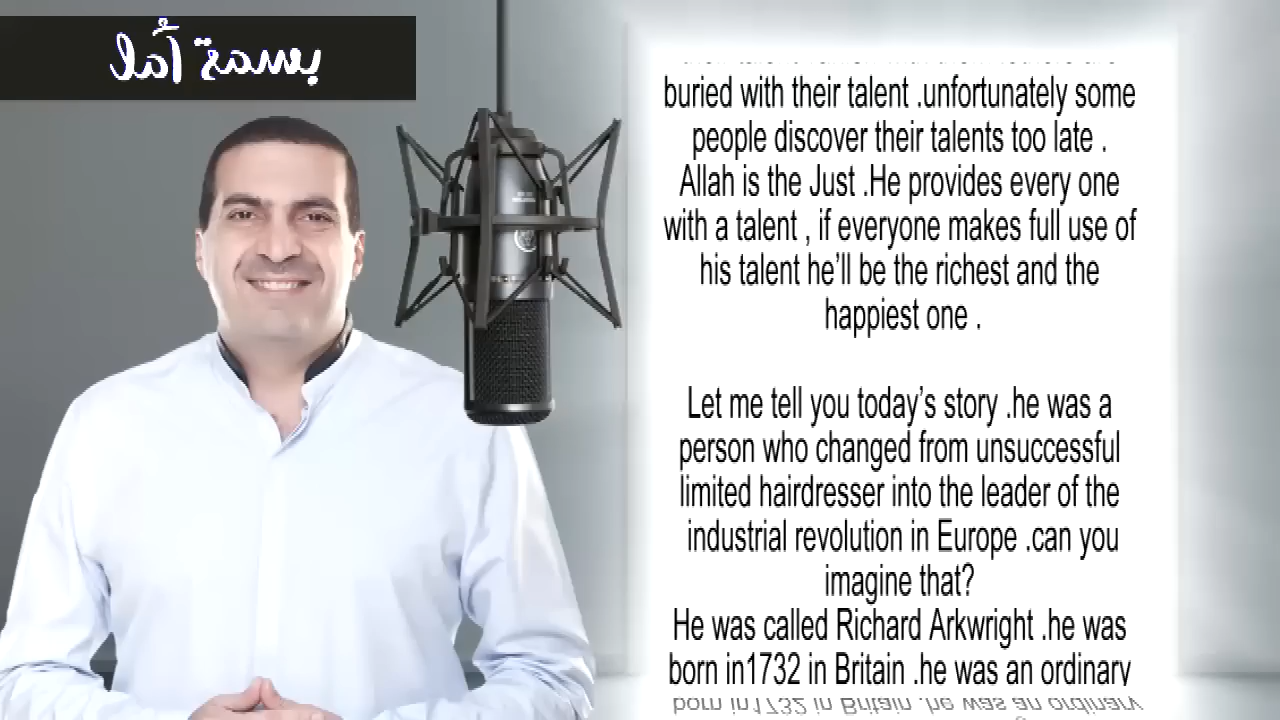 بسمة أمل
buried with their talent .unfortunately some
people discover their talents too late .
Allah is the Just .He provides every one
with a talent , if everyone makes full use of
his talent he'll be the richest and the
happiest one .
Let me tell you today's story .he was a
person who changed from unsuccessful
limited hairdresser into the leader of the
industrial revolution in Europe .can you
imagine that?
He was called Richard Arkwright .he was
born in1732 in Britain .he was an ordinary